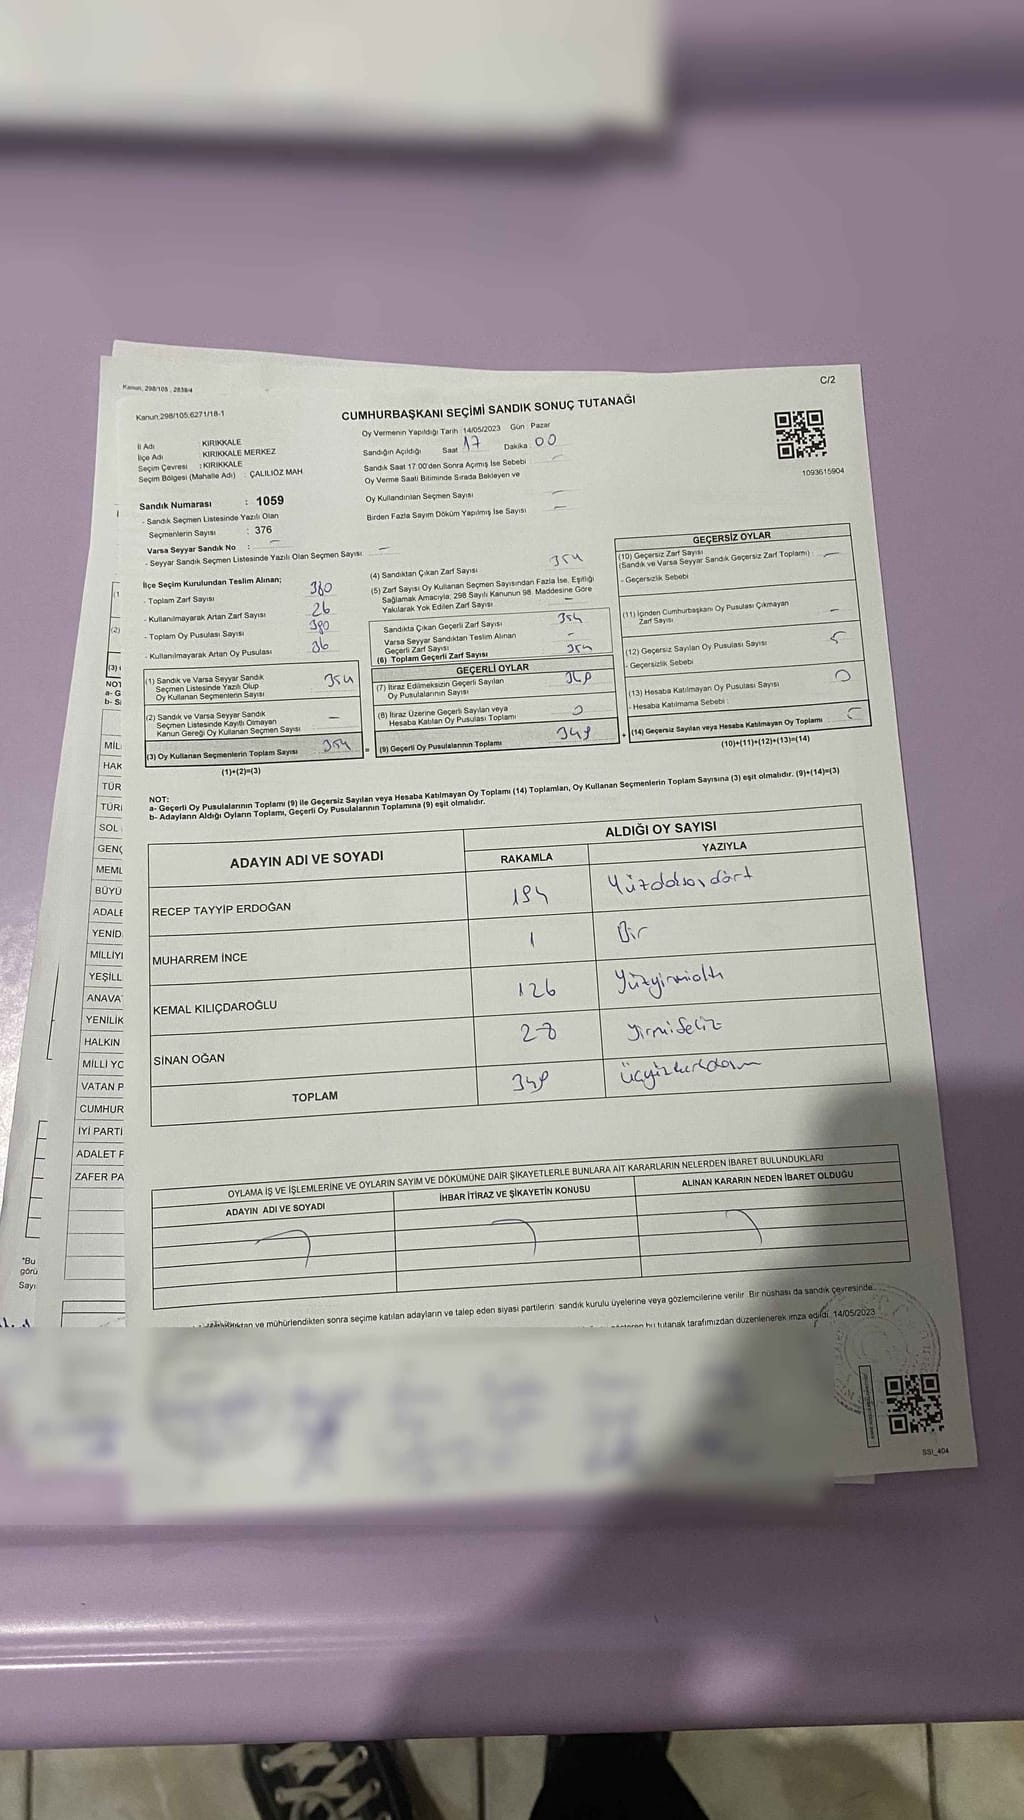 Kanun; 298/105 , 2839/4
C/2
Kanun;298/105;6271/18-1
CUMHURBAŞKANI SEÇİMİ SANDIK SONUÇ TUTANAĞI
İl Adı : KIRIKKALE
İlçe Adı : KIRIKKALE MERKEZ
Seçim Çevresi : KIRIKKALE
Seçim Bölgesi (Mahalle Adı) : ÇALILIÖZ MAH.
Oy Vermenin Yapıldığı Tarih 14/05/2023 Gün : Pazar
Sandığın Açıldığı Saat 17 Dakika 00
Sandık Saat 17:00'den Sonra Açımış İse Sebebi –
Oy Verme Saati Bitiminde Sırada Bekleyen ve
Oy Kullandırılan Seçmen Sayısı –
Birden Fazla Sayım Döküm Yapılmış İse Sayısı –
1093615904
Sandık Numarası : 1059
- Sandık Seçmen Listesinde Yazılı Olan
Seçmenlerin Sayısı : 376
Varsa Seyyar Sandık No : –
- Seyyar Sandık Seçmen Listesinde Yazılı Olan Seçmen Sayısı : –
İlçe Seçim Kurulundan Teslim Alınan;
- Toplam Zarf Sayısı 380
- Kullanılmayarak Artan Zarf Sayısı 26
- Toplam Oy Pusulası Sayısı 380
- Kullanılmayarak Artan Oy Pusulası
(1) Sandık ve Varsa Seyyar Sandık
Seçmen Listesinde Yazılı Olup
Oy Kullanan Seçmenlerin Sayısı 354
(2) Sandık ve Varsa Seyyar Sandık
Seçmen Listesinde Kayıtlı Olmayan
Kanun Gereği Oy Kullanan Seçmen Sayısı –
(3) Oy Kullanan Seçmenlerin Toplam Sayısı 354 =
(1)+(2)=(3)
(4) Sandıktan Çıkan Zarf Sayısı 354
(5) Zarf Sayısı Oy Kullanan Seçmen Sayısından Fazla İse, Eşitliği
Sağlamak Amacıyla; 298 Sayılı Kanunun 98. Maddesine Göre
Yakılarak Yok Edilen Zarf Sayısı –
Sandıkta Çıkan Geçerli Zarf Sayısı 354
Varsa Seyyar Sandıktan Teslim Alınan
Geçerli Zarf Sayısı –
(6) Toplam Geçerli Zarf Sayısı 354
GEÇERLİ OYLAR
(7) İtiraz Edilmeksizin Geçerli Sayılan
Oy Pusulalarının Sayısı 349
(8) İtiraz Üzerine Geçerli Sayılan veya
Hesaba Katılan Oy Pusulası Toplamı
(9) Geçerli Oy Pusulalarının Toplamı 349 +
GEÇERSİZ OYLAR
(10) Geçersiz Zarf Sayısı
(Sandık ve Varsa Seyyar Sandık Geçersiz Zarf Toplamı) : –
- Geçersizlik Sebebi
(11) İçinden Cumhurbaşkanı Oy Pusulası Çıkmayan
Zarf Sayısı –
(12) Geçersiz Sayılan Oy Pusulası Sayısı 5
- Geçersizlik Sebebi
(13) Hesaba Katılmayan Oy Pusulası Sayısı 0
- Hesaba Katılmama Sebebi :
(14) Geçersiz Sayılan veya Hesaba Katılmayan Oy Toplamı 5
(10)+(11)+(12)+(13)=(14)
NOT:
a- Geçerli Oy Pusulalarının Toplamı (9) ile Geçersiz Sayılan veya Hesaba Katılmayan Oy Toplamı (14) Toplamları, Oy Kullanan Seçmenlerin Toplam Sayısına (3) eşit olmalıdır. (9)+(14)=(3)
b- Adayların Aldığı Oyların Toplamı, Geçerli Oy Pusulalarının Toplamına (9) eşit olmalıdır.
ADAYIN ADI VE SOYADI
ALDIĞI OY SAYISI
RAKAMLA YAZIYLA
RECEP TAYYİP ERDOĞAN 194 Yüzdoksandört
MUHARREM İNCE 1 Bir
KEMAL KILIÇDAROĞLU 126 Yüzyirmialtı
SİNAN OĞAN 28 Yirmisekiz
TOPLAM 349
OYLAMA İŞ VE İŞLEMLERİNE VE OYLARIN SAYIM VE DÖKÜMÜNE DAİR ŞİKAYETLERLE BUNLARA AİT KARARLARIN NELERDEN İBARET BULUNDUKLARI
ADAYIN ADI VE SOYADI İHBAR İTİRAZ VE ŞİKAYETİN KONUSU ALINAN KARARIN NEDEN İBARET OLDUĞU
ve mühürlendikten sonra seçime katılan adayların ve talep eden siyasi partilerin sandık kurulu üyelerine veya gözlemcilerine verilir. Bir nüshası da sandık çevresinde
bu tutanak tarafımızdan düzenlenerek imza edildi. 14/05/2023
SSI_404
(1
(2)
(3)
NOT
a- G
b- Sı
MİL
HAK
TÜR
TÜRİ
SOL
GENÇ
MEML
BÜYÜ
ADALE
YENİD
MİLLİYE
YEŞİLL
ANAVA
YENİLİK
HALKIN
MİLLİ YO
VATAN P
CUMHUR
İYİ PARTİ
ADALET P
ZAFER PA
*Bu
görü
Sayı